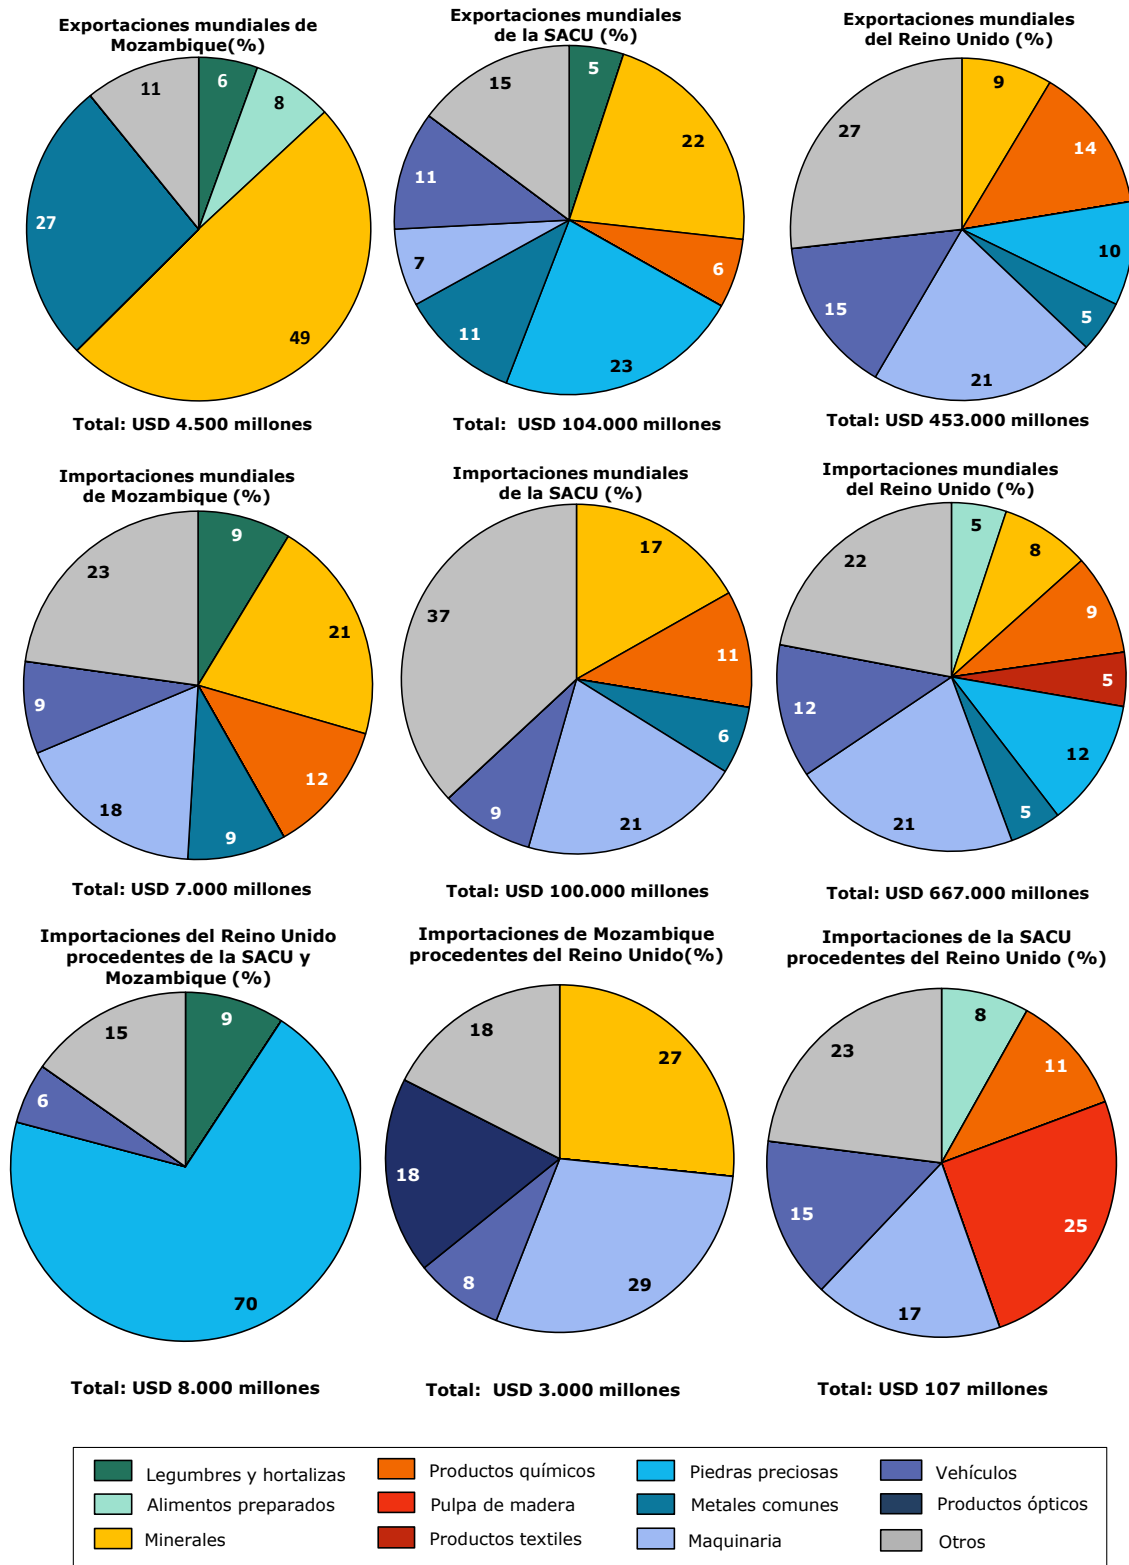 Exportaciones mundiales de
Mozambique(%)
11
6
8
27
49
Total: USD 4.500 millones
Exportaciones mundiales
de la SACU (%)
15
5
22
11
7
6
11
23
Total: USD 104.000 millones
Exportaciones mundiales
del Reino Unido (%)
9
27
14
10
15
5
21
Total: USD 453.000 millones
Importaciones mundiales
de Mozambique (%)
9
23
21
9
12
18
9
Total: USD 7.000 millones
Importaciones mundiales
de la SACU (%)
17
37
11
6
9
21
Total: USD 100.000 millones
Importaciones mundiales
del Reino Unido (%)
5
8
22
9
5
12
12
5
21
Total: USD 667.000 millones
Importaciones del Reino Unido
procedentes de la SACU y
Mozambique (%)
9
15
6
70
Total: USD 8.000 millones
Importaciones de Mozambique
procedentes del Reino Unido(%)
18
27
18
8
29
Total: USD 3.000 millones
Importaciones de la SACU
procedentes del Reino Unido (%)
8
23
11
15
25
17
Total: USD 107 millones
Legumbres y hortalizas
Productos químicos
Piedras preciosas
Vehículos
Alimentos preparados
Pulpa de madera
Metales comunes
Productos ópticos
Minerales
Productos textiles
Maquinaria
Otros